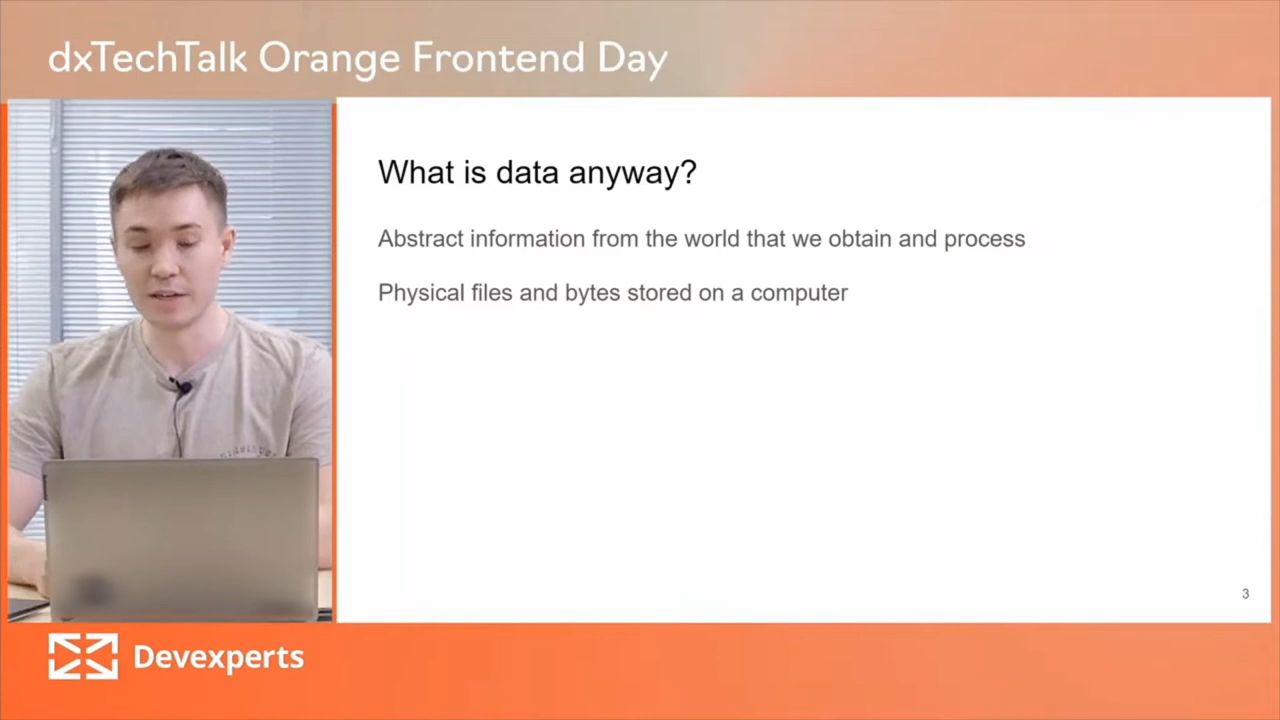 dxTechTalk Orange Frontend Day
What is data anyway?
Abstract information from the world that we obtain and process
Physical files and bytes stored on a computer
3
Devexperts